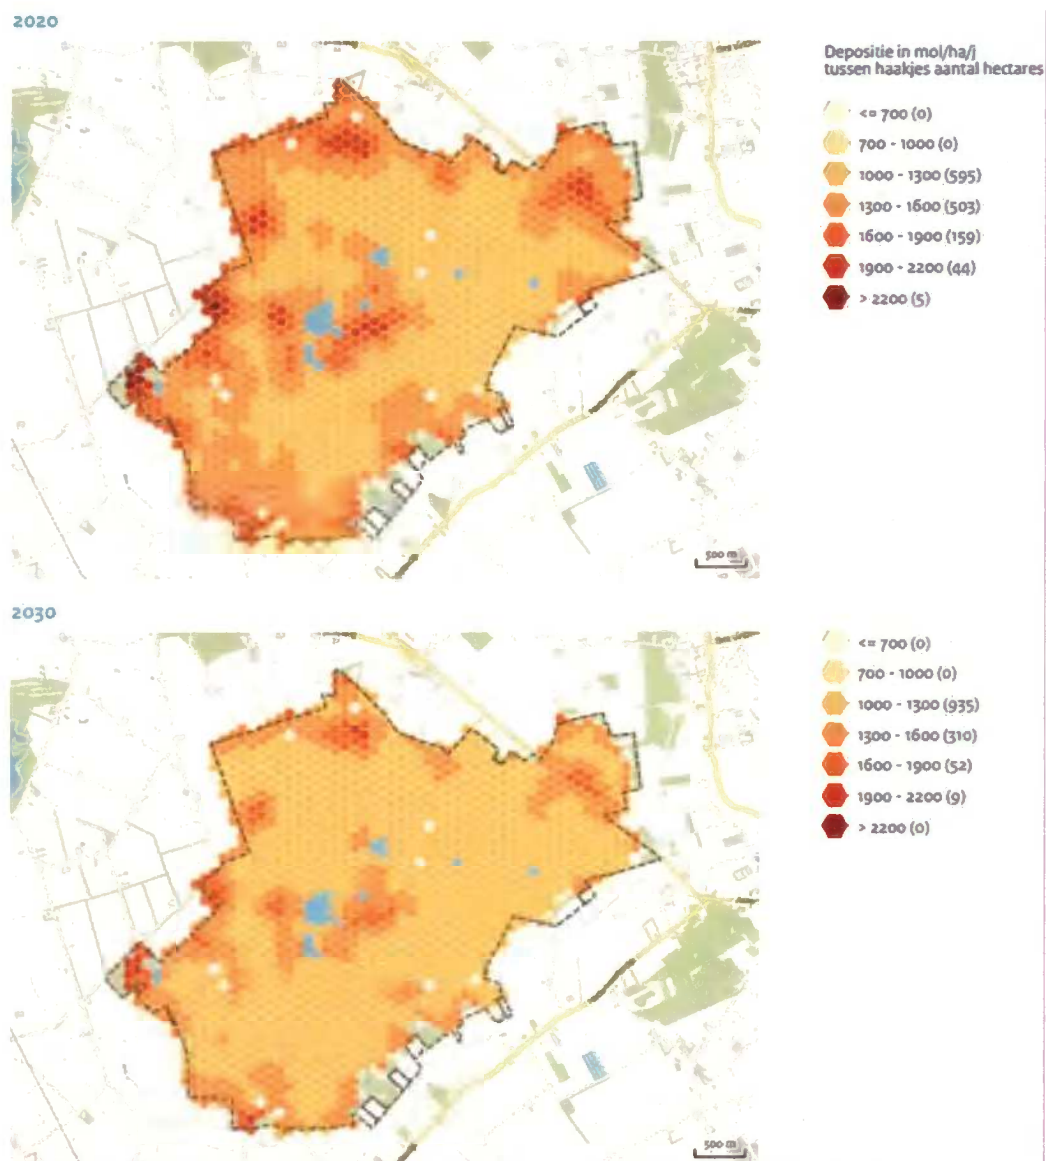 2020
Depositie in mol/ha/j
tussen haakjes aantal hectares
<= 700 (0)
700 - 1000 (0)
1000 - 1300 (595)
1300 - 1600 (503)
1600 - 1900 (159)
1900 - 2200 (44)
> 2200 (5)
500 m
2030
<= 700 (0)
700 - 1000 (0)
1000 - 1300 (935)
1300 - 1600 (310)
1600 - 1900 (52)
1900 - 2200 (9)
> 2200 (0)
500 m